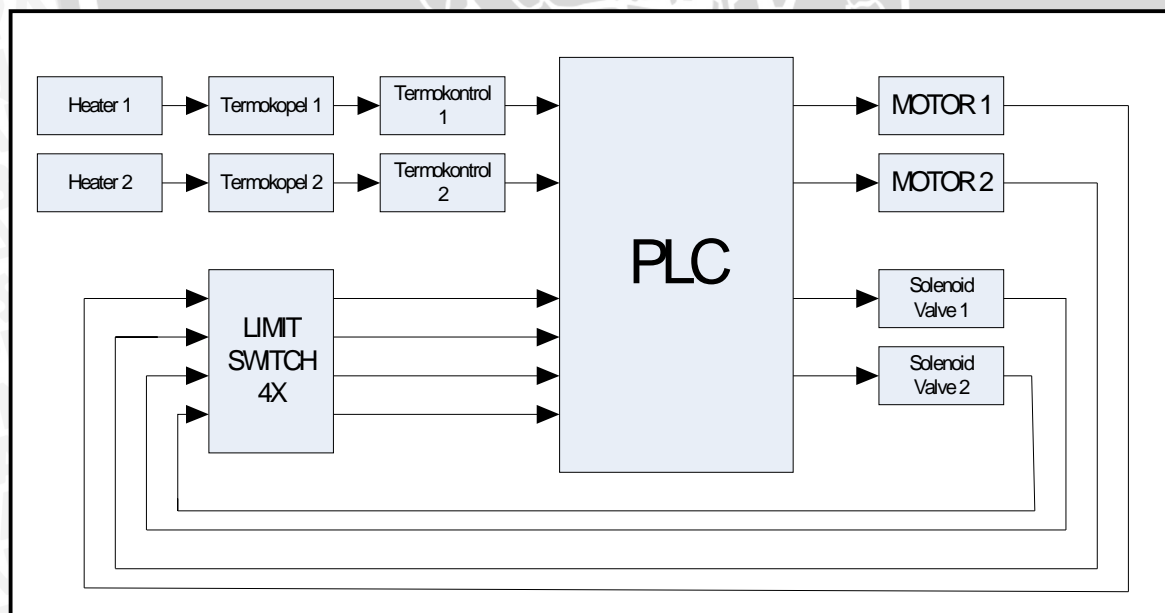 Heater 1
Termokopel 1
Termokontrol
1
Heater 2
Termokopel 2
Termokontrol
2
LIMIT
SWITCH
4X
PLC
MOTOR 1
MOTOR 2
Solenoid
Valve 1
Solenoid
Valve 2